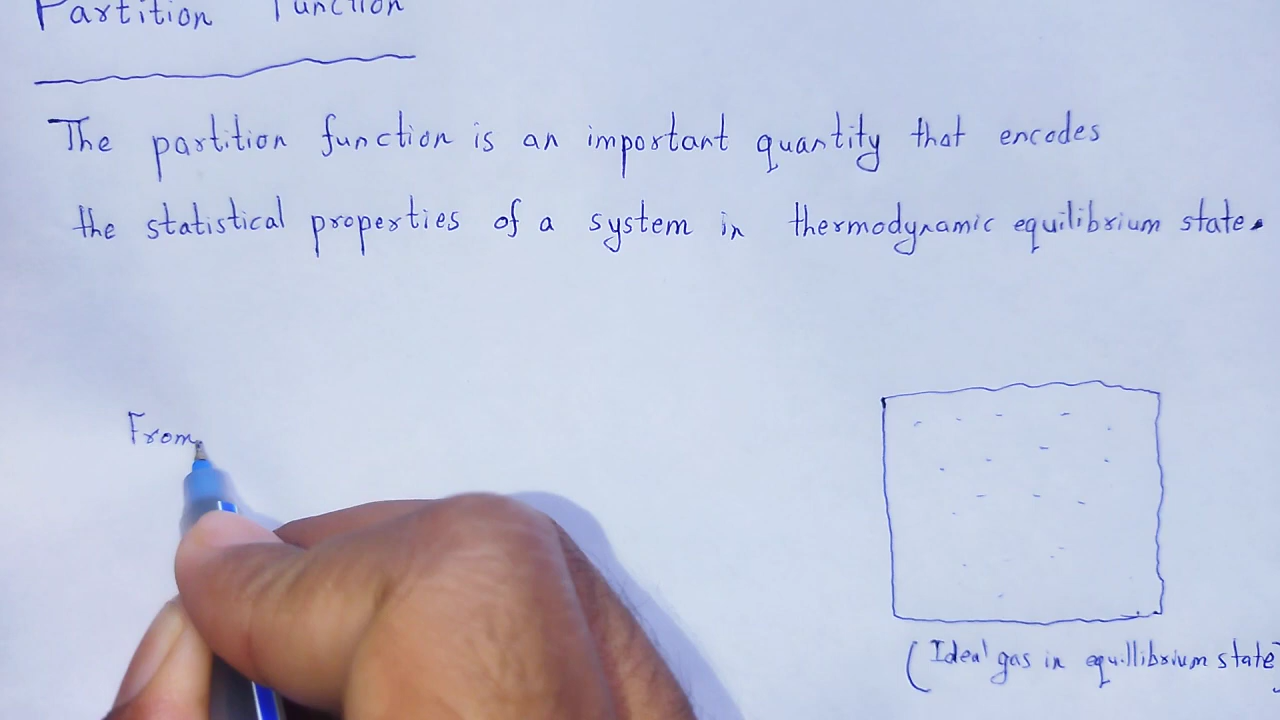 Partition Function
The partition function is an important quantity that encodes
the statistical properties of a system in thermodynamic equilibrium state.
From
(Ideal gas in equillibrium state)